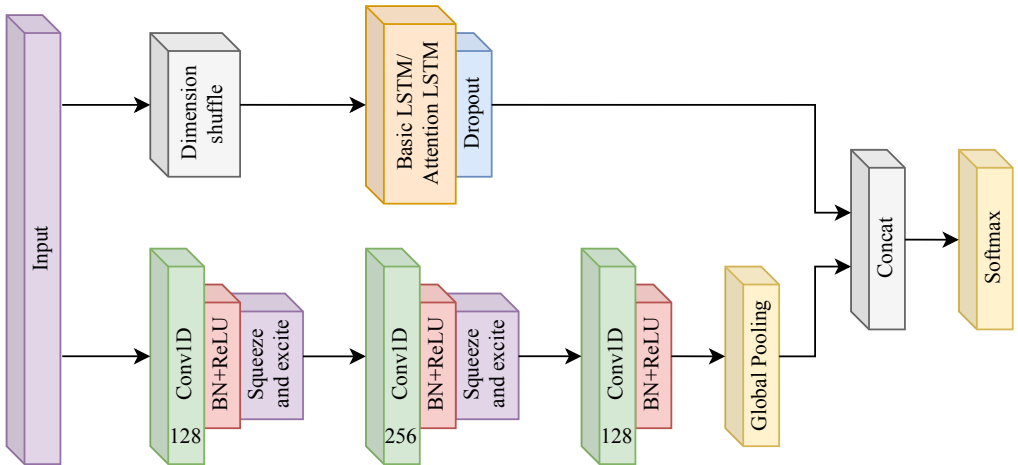 Input
Dimension
shuffle
Basic LSTM/
Attention LSTM
Dropout
Conv1D
128
BN+ReLU
Squeeze
and excite
Conv1D
256
BN+ReLU
Squeeze
and excite
Conv1D
128
BN+ReLU
Global Pooling
Concat
Softmax